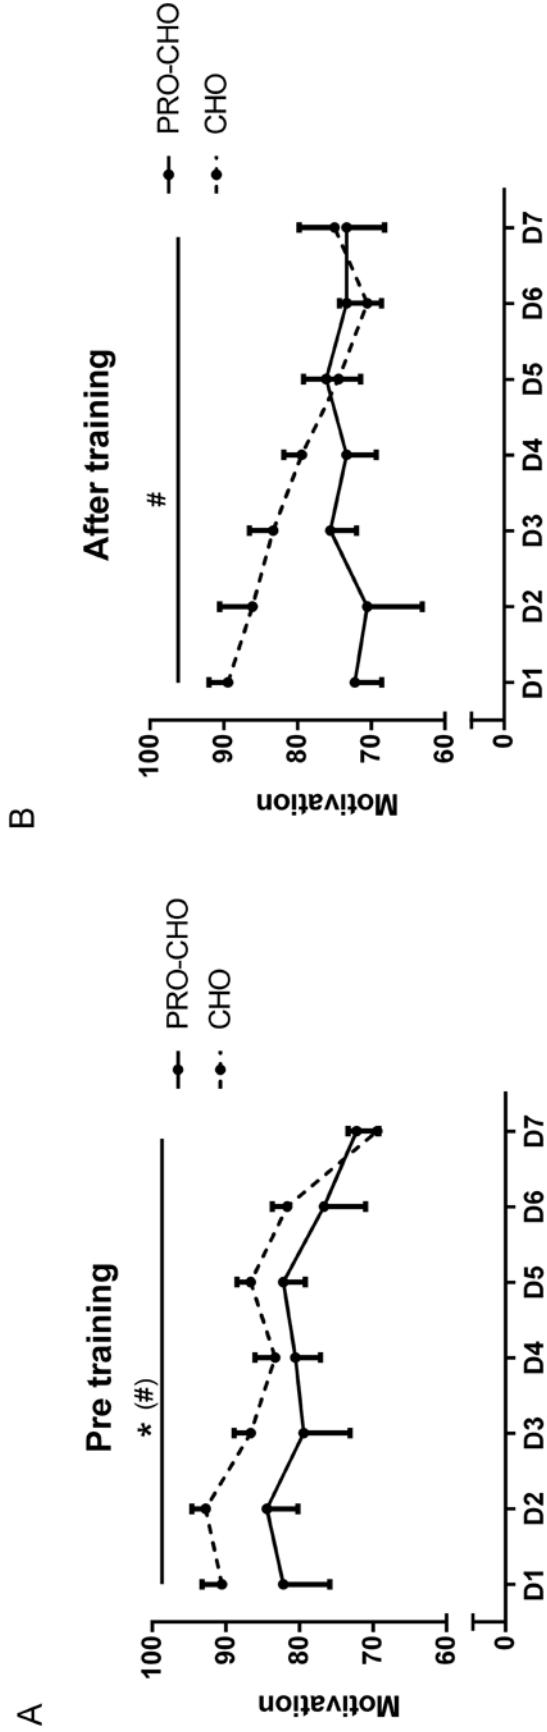 A
Pre training
* (#)
PRO-CHO
CHO
Motivation
100
90
80
70
60
0
D1 D2 D3 D4 D5 D6 D7
B
After training
#
PRO-CHO
CHO
Motivation
100
90
80
70
60
0
D1 D2 D3 D4 D5 D6 D7